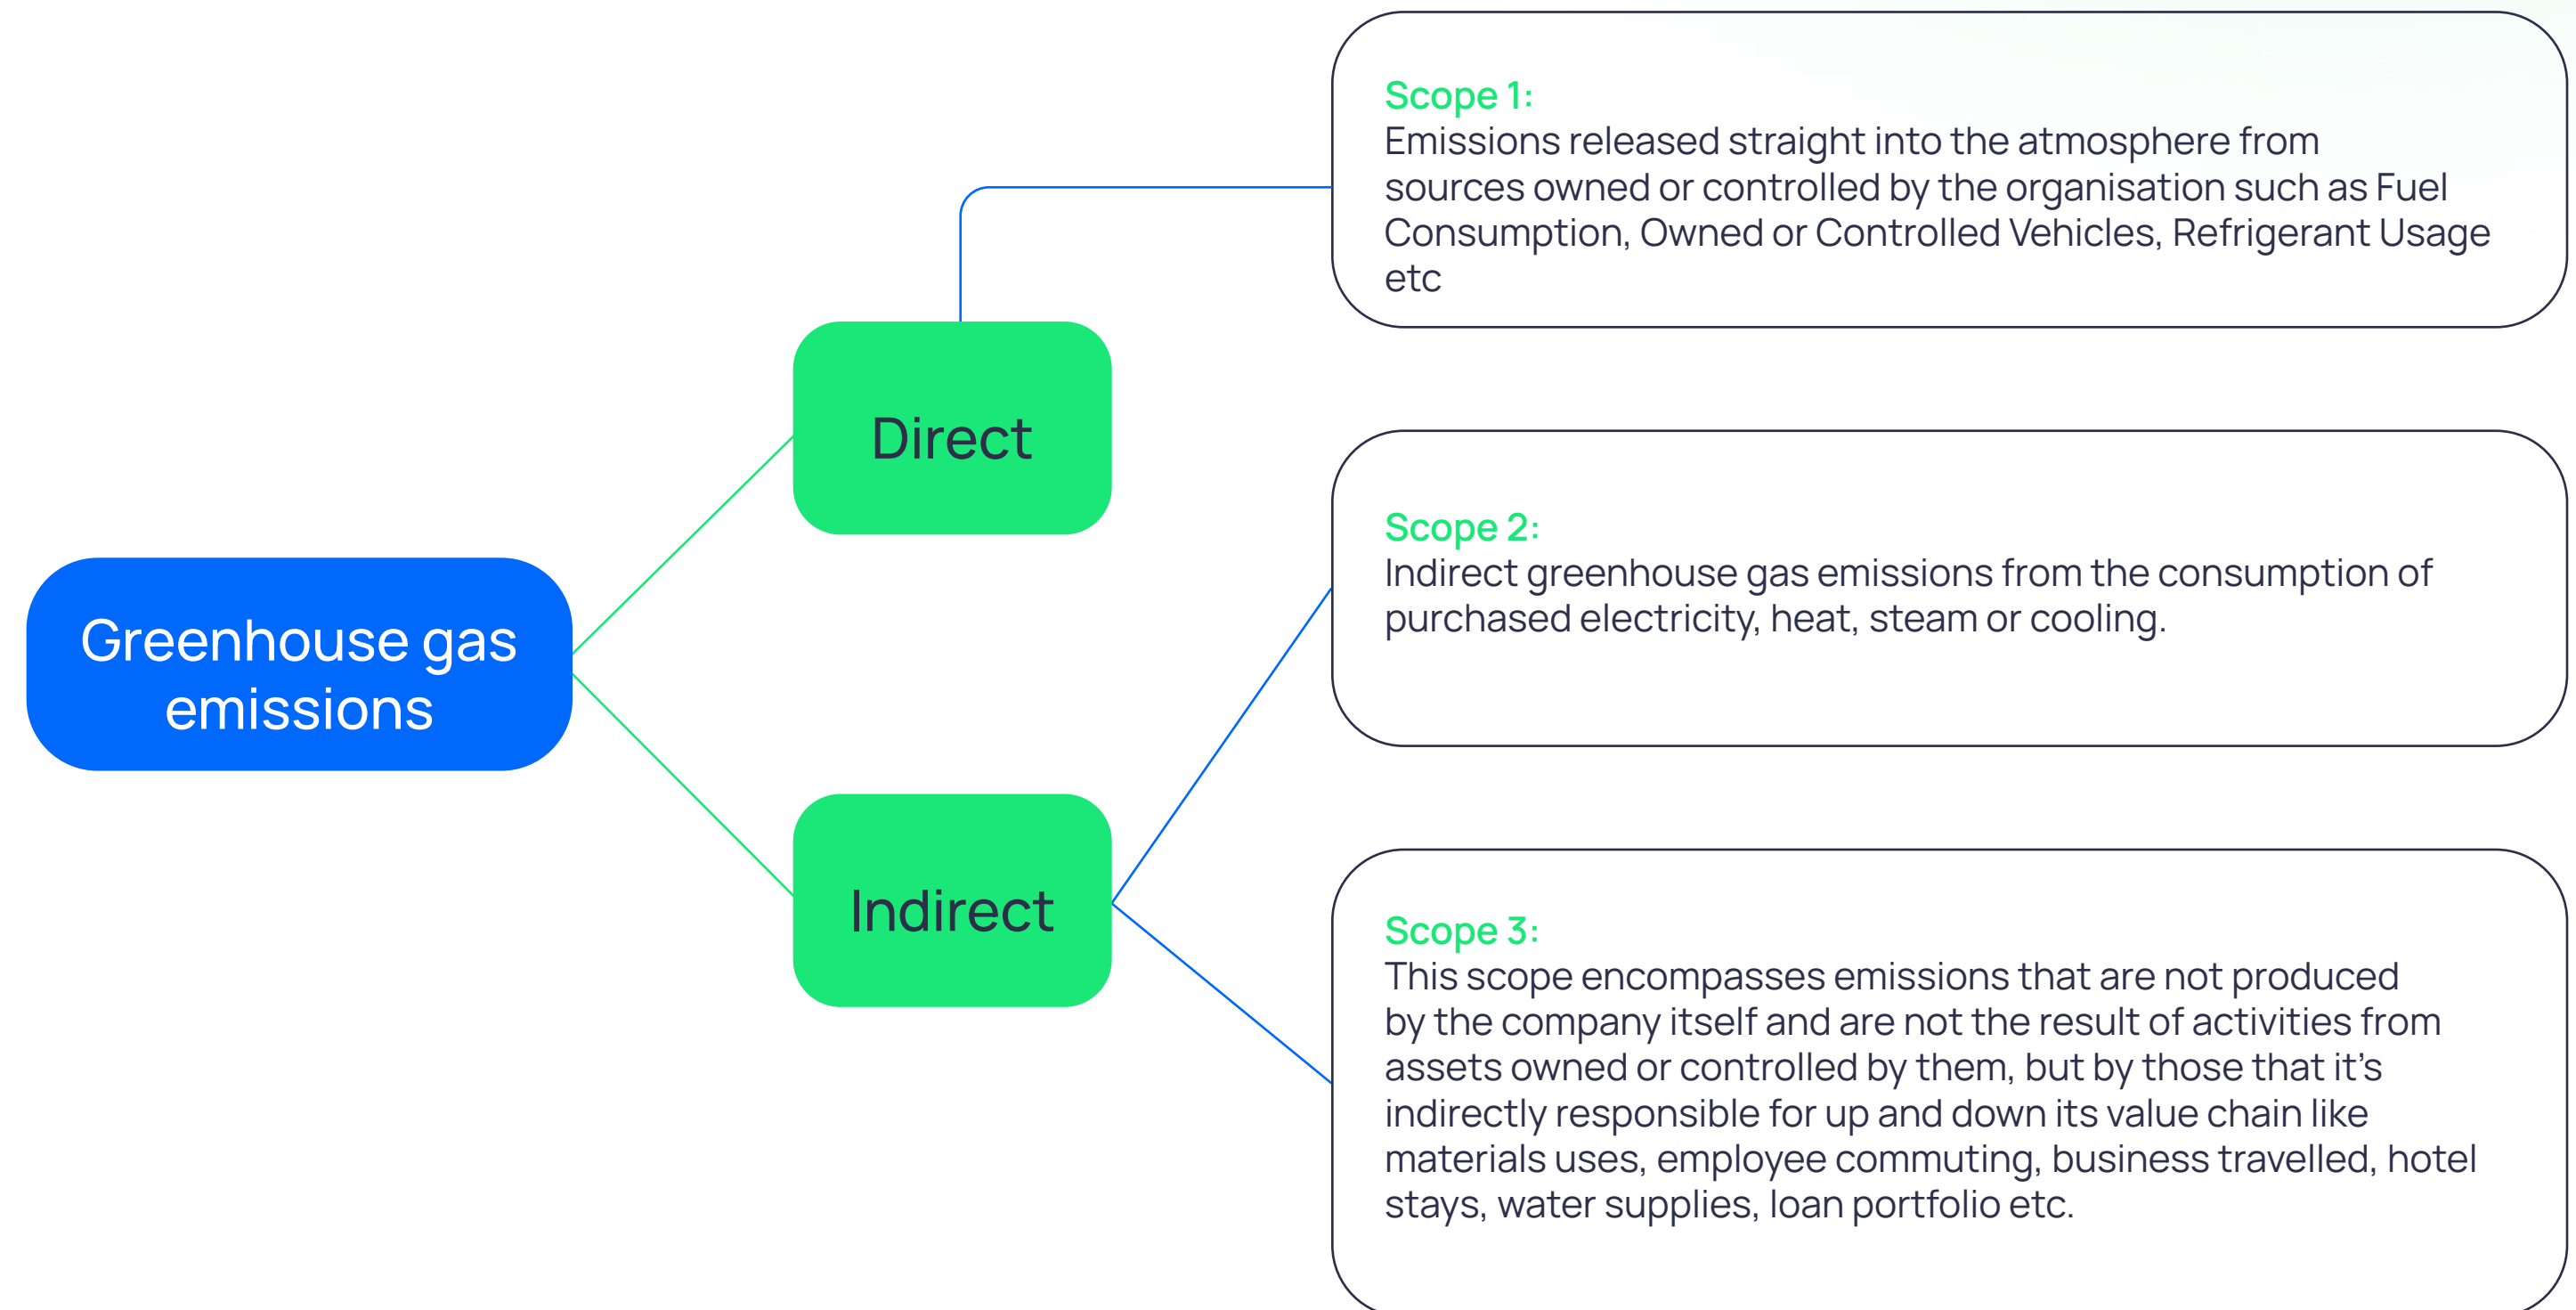 Scope 1:
Emissions released straight into the atmosphere from
sources owned or controlled by the organisation such as Fuel
Consumption, Owned or Controlled Vehicles, Refrigerant Usage
etc
Direct
Scope 2:
Indirect greenhouse gas emissions from the consumption of
purchased electricity, heat, steam or cooling.
Greenhouse gas
emissions
Indirect
Scope 3:
This scope encompasses emissions that are not produced
by the company itself and are not the result of activities from
assets owned or controlled by them, but by those that it’s
indirectly responsible for up and down its value chain like
materials uses, employee commuting, business travelled, hotel
stays, water supplies, loan portfolio etc.